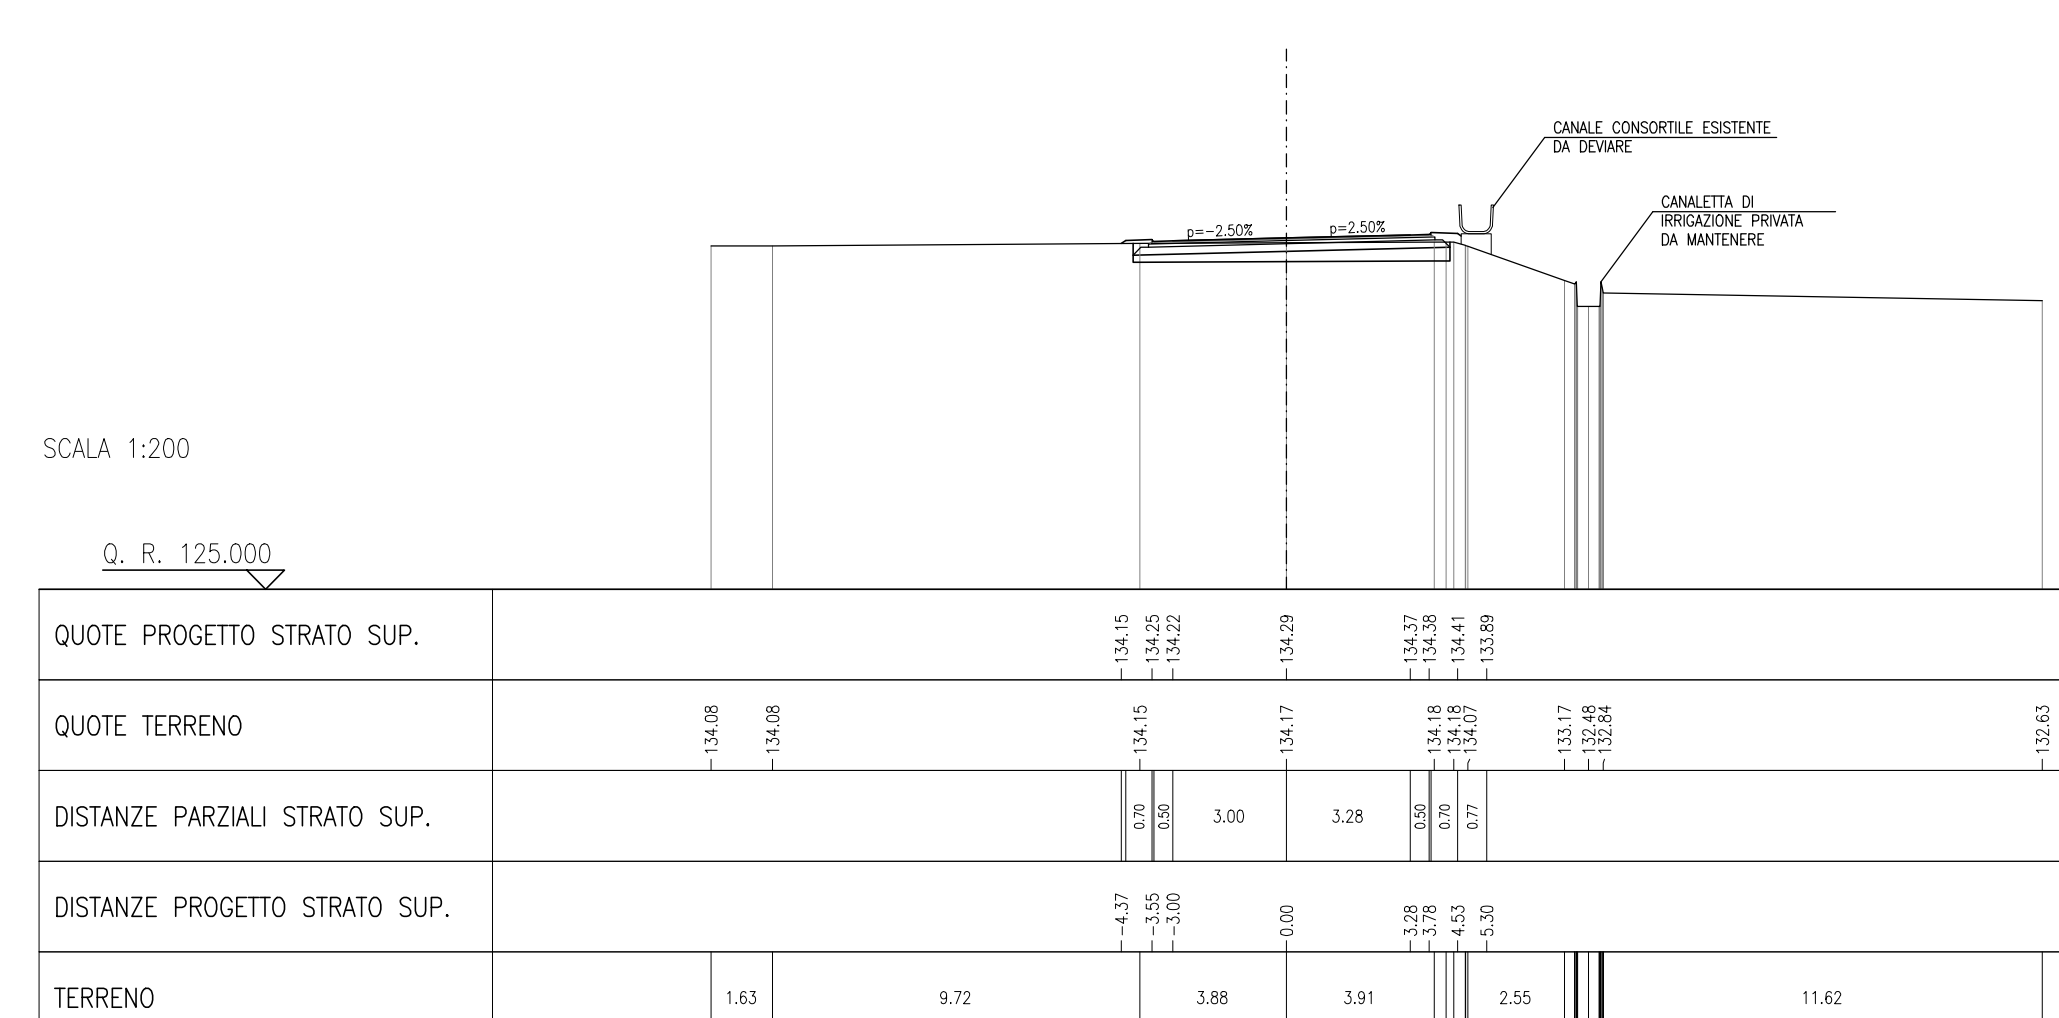 CANALE CONSORTILE ESISTENTE
DA DEVIARE
CANALETTA DI
IRRIGAZIONE PRIVATA
DA MANTENERE
p=-2.50%
p=2.50%
SCALA 1:200
Q. R. 125.000
QUOTE PROGETTO STRATO SUP.
134.15
134.25
134.22
134.29
134.37
134.38
134.41
133.89
QUOTE TERRENO
134.08
134.08
134.15
134.17
134.18
134.18
134.07
133.17
132.48
132.84
132.63
DISTANZE PARZIALI STRATO SUP.
0.70
0.50
3.00
3.28
0.50
0.70
0.77
DISTANZE PROGETTO STRATO SUP.
-4.37
-3.55
-3.00
0.00
3.28
3.78
4.53
5.30
TERRENO
1.63
9.72
3.88
3.91
2.55
11.62